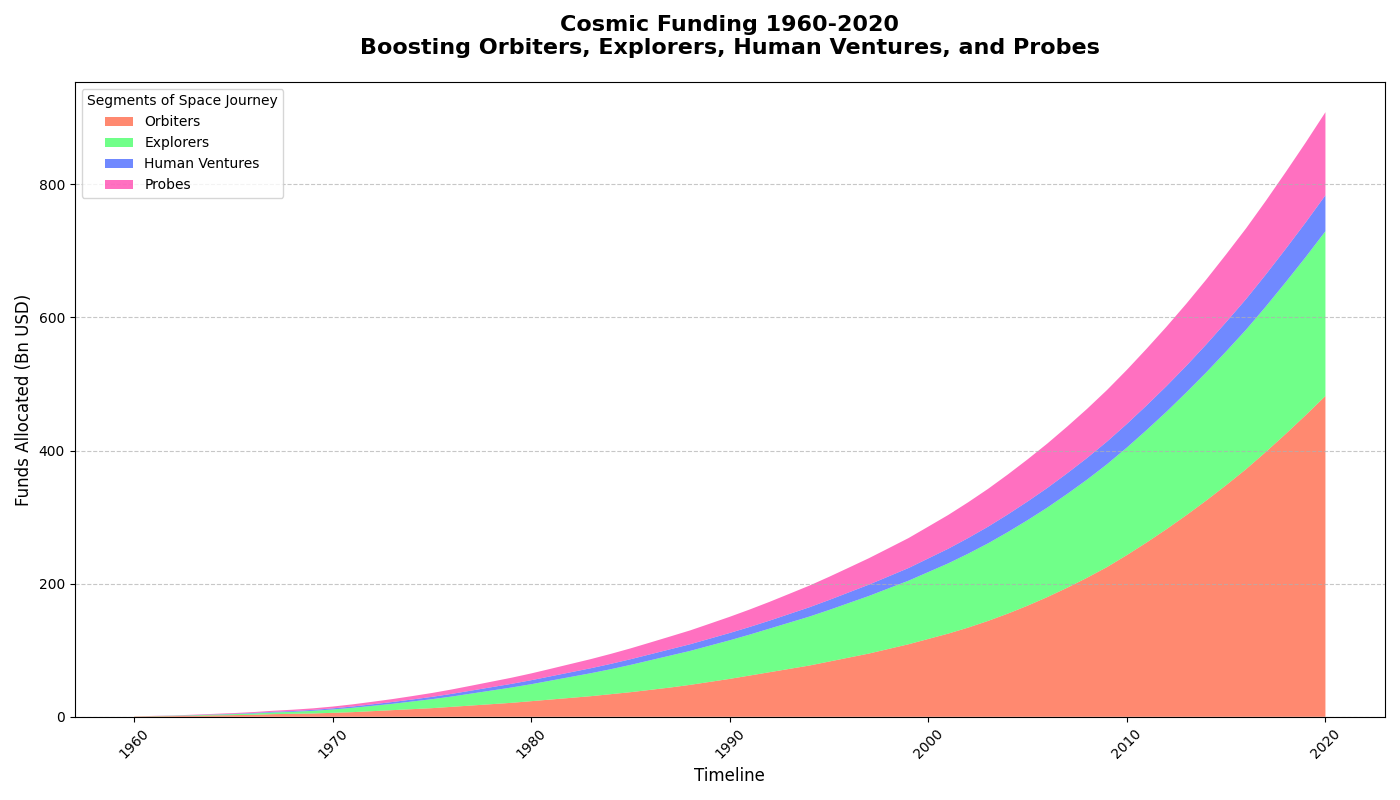 Cosmic Funding 1960-2020
Boosting Orbiters, Explorers, Human Ventures, and Probes
Segments of Space Journey
Orbiters
Explorers
Human Ventures
Probes
Funds Allocated (Bn USD)
800
600
400
200
0
1960
1970
1980
1990
2000
2010
2020
Timeline